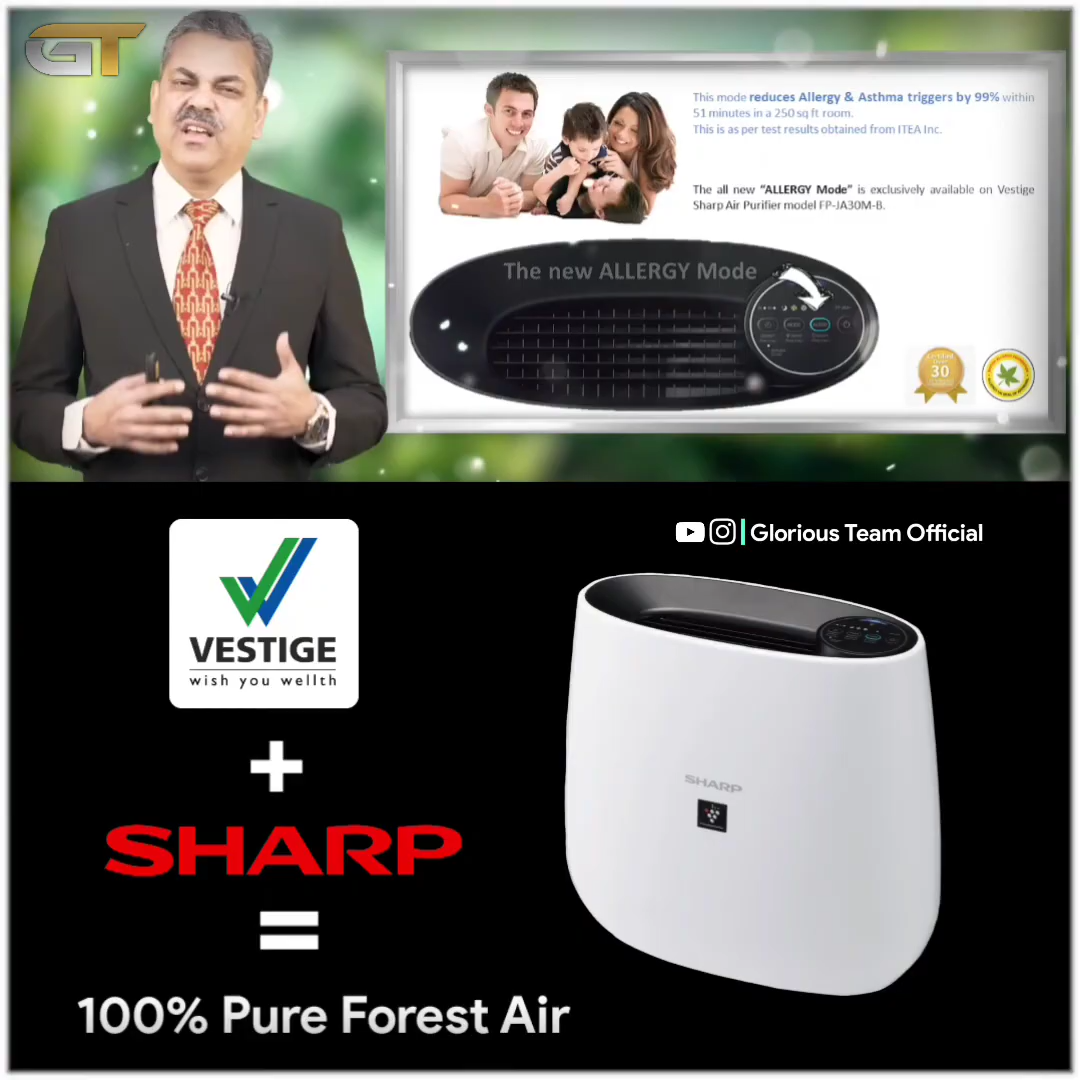 GT
This mode reduces Allergy & Asthma triggers by 99% within
51 minutes in a 250 sq ft room.
This is as per test results obtained from ITEA Inc.
The all new “ALLERGY Mode” is exclusively available on Vestige
Sharp Air Purifier model FP-JA30M-B.
The new ALLERGY Mode
30
Glorious Team Official
VESTIGE
wish you wellth
+
SHARP
=
100% Pure Forest Air
SHARP